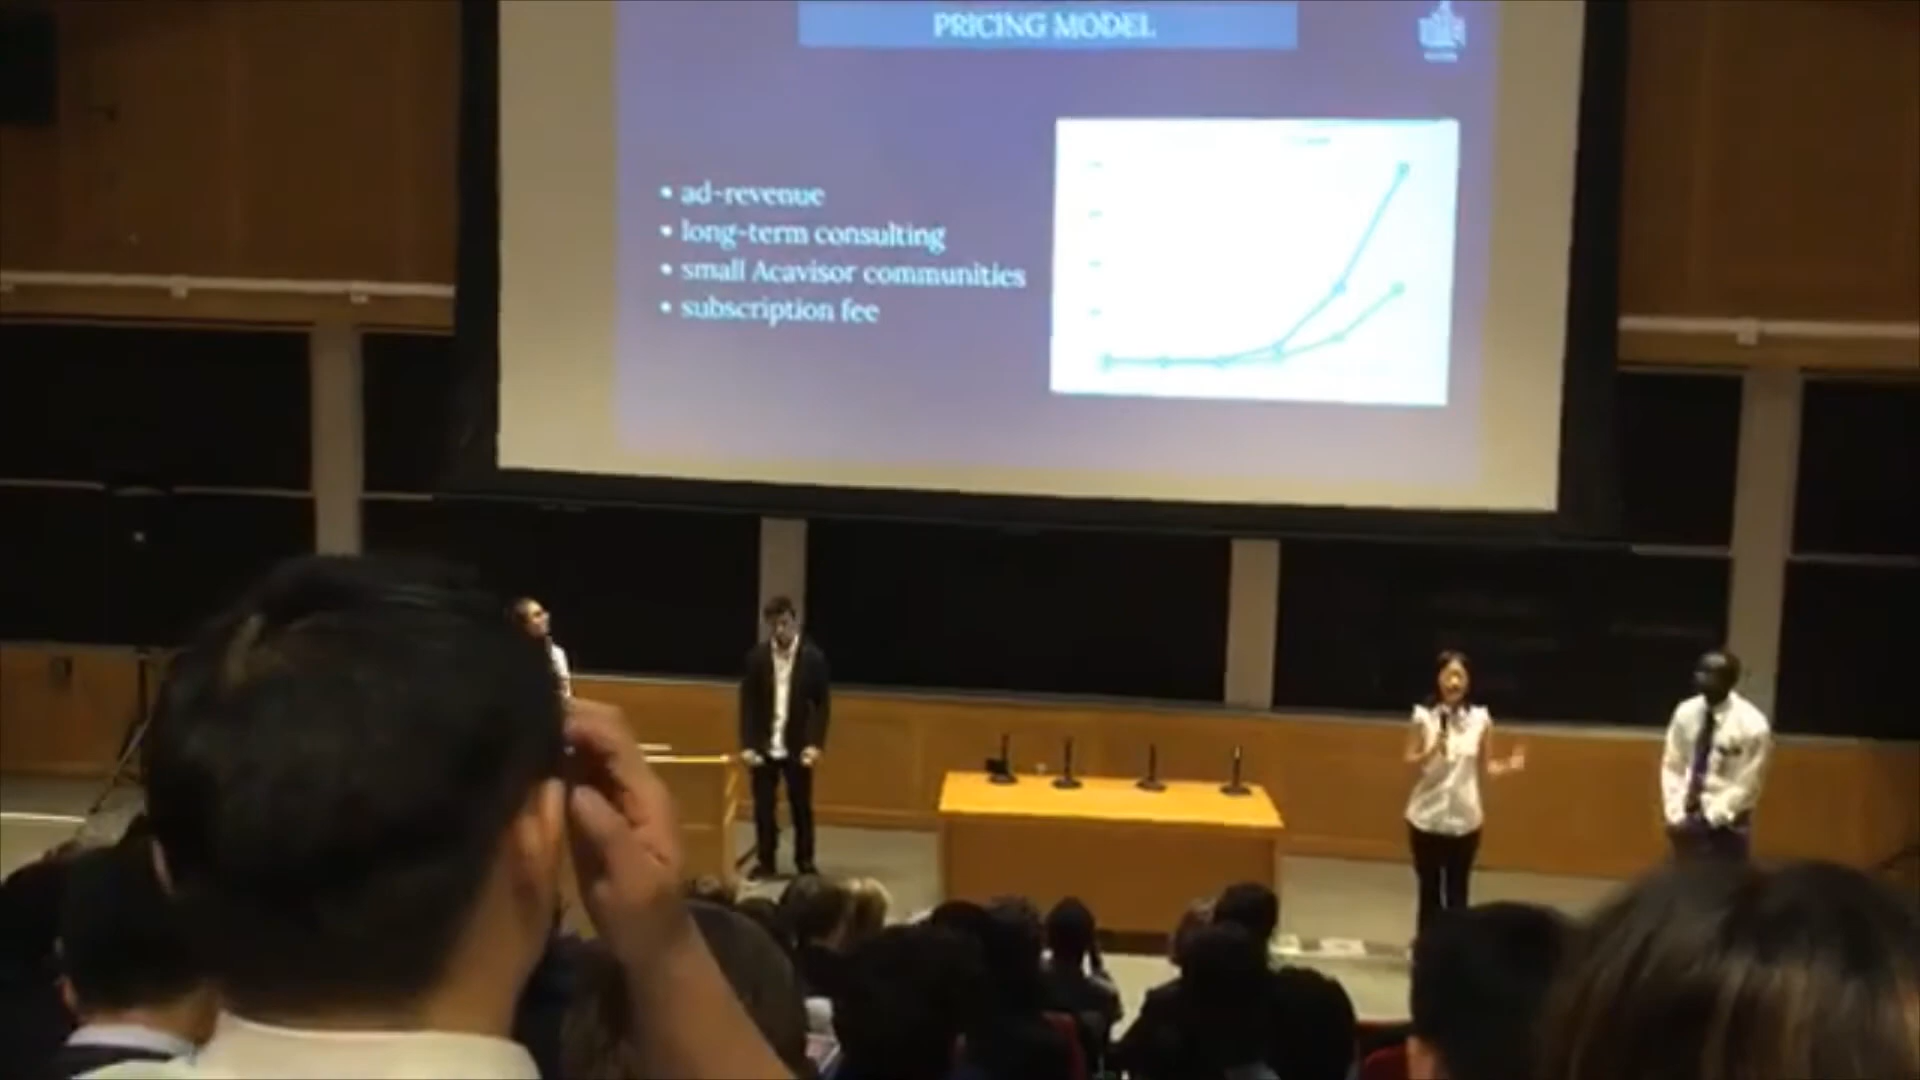 PRICING MODEL
• ad-revenue
• long-term consulting
• small Acavisor communities
• subscription fee